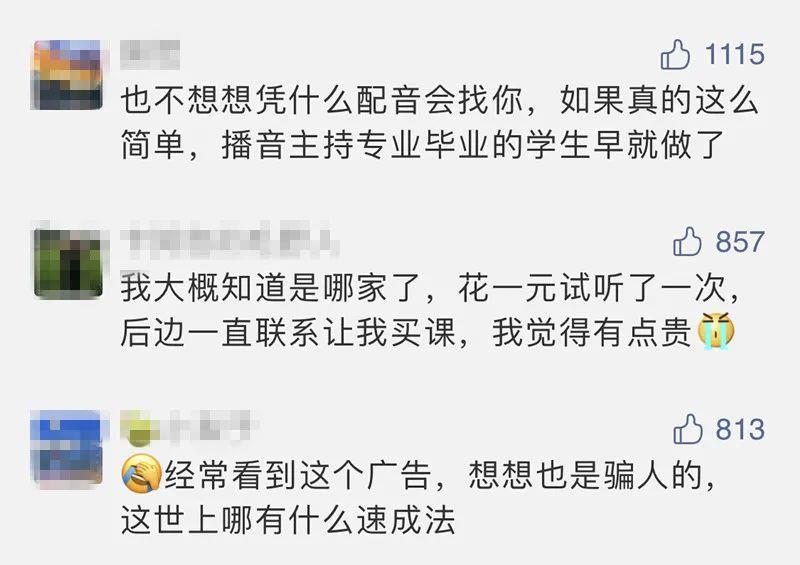 1115
也不想想凭什么配音会找你，如果真的这么
简单，播音主持专业毕业的学生早就做了
857
我大概知道是哪家了，花一元试听了一次，
后边一直联系让我买课，我觉得有点贵😭
813
🤦经常看到这个广告，想想也是骗人的，
这世上哪有什么速成法